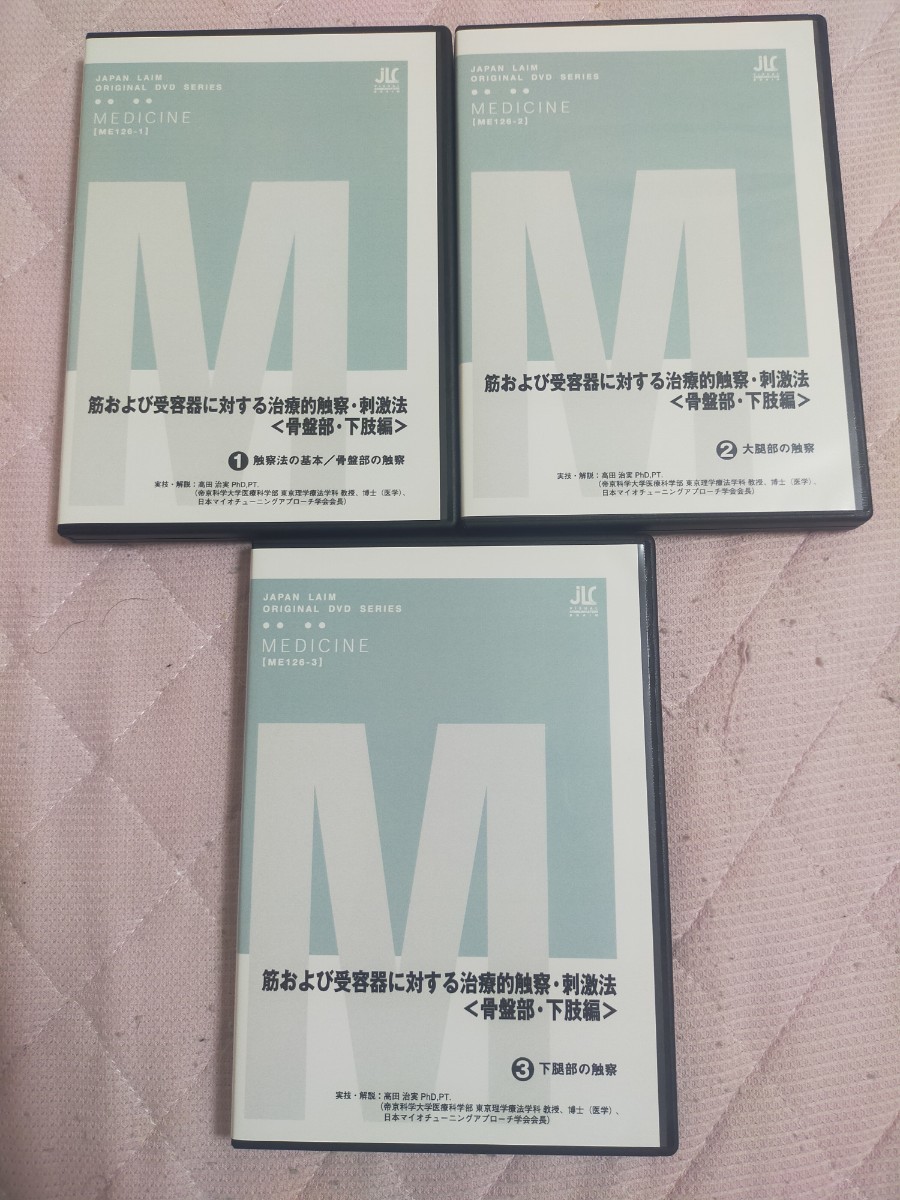 JAPAN LAIM
ORIGINAL DVD SERIES
MEDICINE
[ME126-1]
JLC
M
筋および受容器に対する治療的触察・刺激法
<骨盤部・下肢編>
1 触察法の基本/骨盤部の触察
実技・解説:高田 治実 PhD,PT.
(帝京科学大学医療科学部 東京理学療法学科 教授、博士(医学)、
日本マイオチューニングアプローチ学会会長)
JAPAN LAIM
ORIGINAL DVD SERIES
MEDICINE
[ME126-2]
JLC
M
筋および受容器に対する治療的触察・刺激法
<骨盤部・下肢編>
2 大腿部の触察
実技・解説:高田 治実 PhD,PT.
(帝京科学大学医療科学部 東京理学療法学科 教授、博士(医学)、
日本マイオチューニングアプローチ学会会長)
JAPAN LAIM
ORIGINAL DVD SERIES
MEDICINE
[ME126-3]
JLC
M
筋および受容器に対する治療的触察・刺激法
<骨盤部・下肢編>
3 下腿部の触察
実技・解説:高田 治実 PhD,PT.
(帝京科学大学医療科学部 東京理学療法学科 教授、博士(医学)、
日本マイオチューニングアプローチ学会会長)